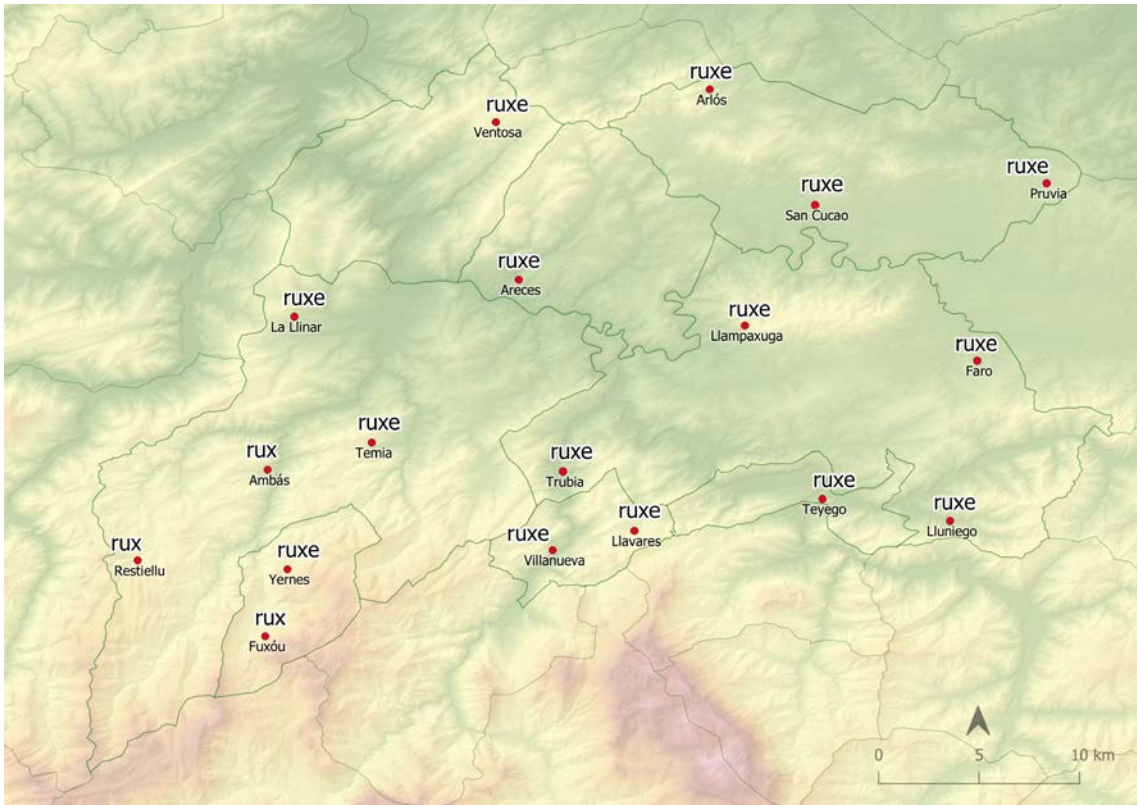 ruxe
Arlós
ruxe
Ventosa
ruxe
Pruvia
ruxe
San Cucao
ruxe
Areces
ruxe
La Llinar
ruxe
Llampaxuga
ruxe
Faro
ruxe
Temia
rux
Ambás
ruxe
Trubia
ruxe
Teyego
ruxe
Lluniego
ruxe
Llavares
ruxe
Villanueva
rux
Restiellu
ruxe
Yernes
rux
Fuxóu
0 5 10 km